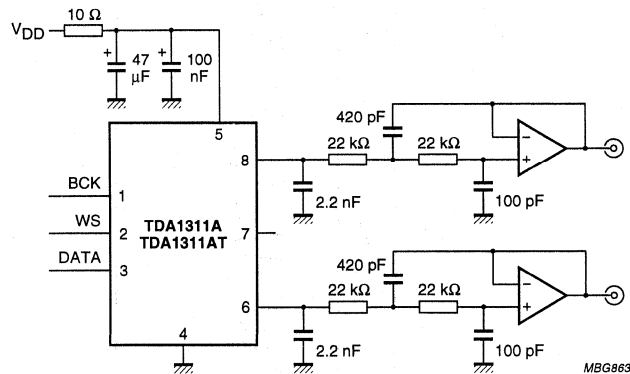 10 Ω
VDD
+
47 µF
+
100 nF
5
8
22 kΩ
420 pF
22 kΩ
−
+
2.2 nF
100 pF
BCK
1
WS
2
DATA
3
TDA1311A
TDA1311AT
7
6
22 kΩ
420 pF
22 kΩ
−
+
2.2 nF
100 pF
4
MBG863